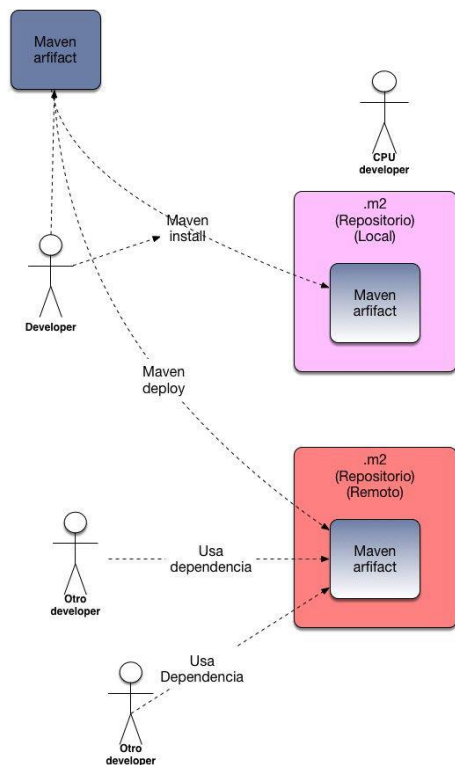 Maven
arfifact
CPU
developer
.m2
(Repositorio)
(Local)
Maven
install
Maven
arfifact
Developer
Maven
deploy
.m2
(Repositorio)
(Remoto)
Maven
arfifact
Usa
dependencia
Otro
developer
Usa
Dependencia
Otro
developer